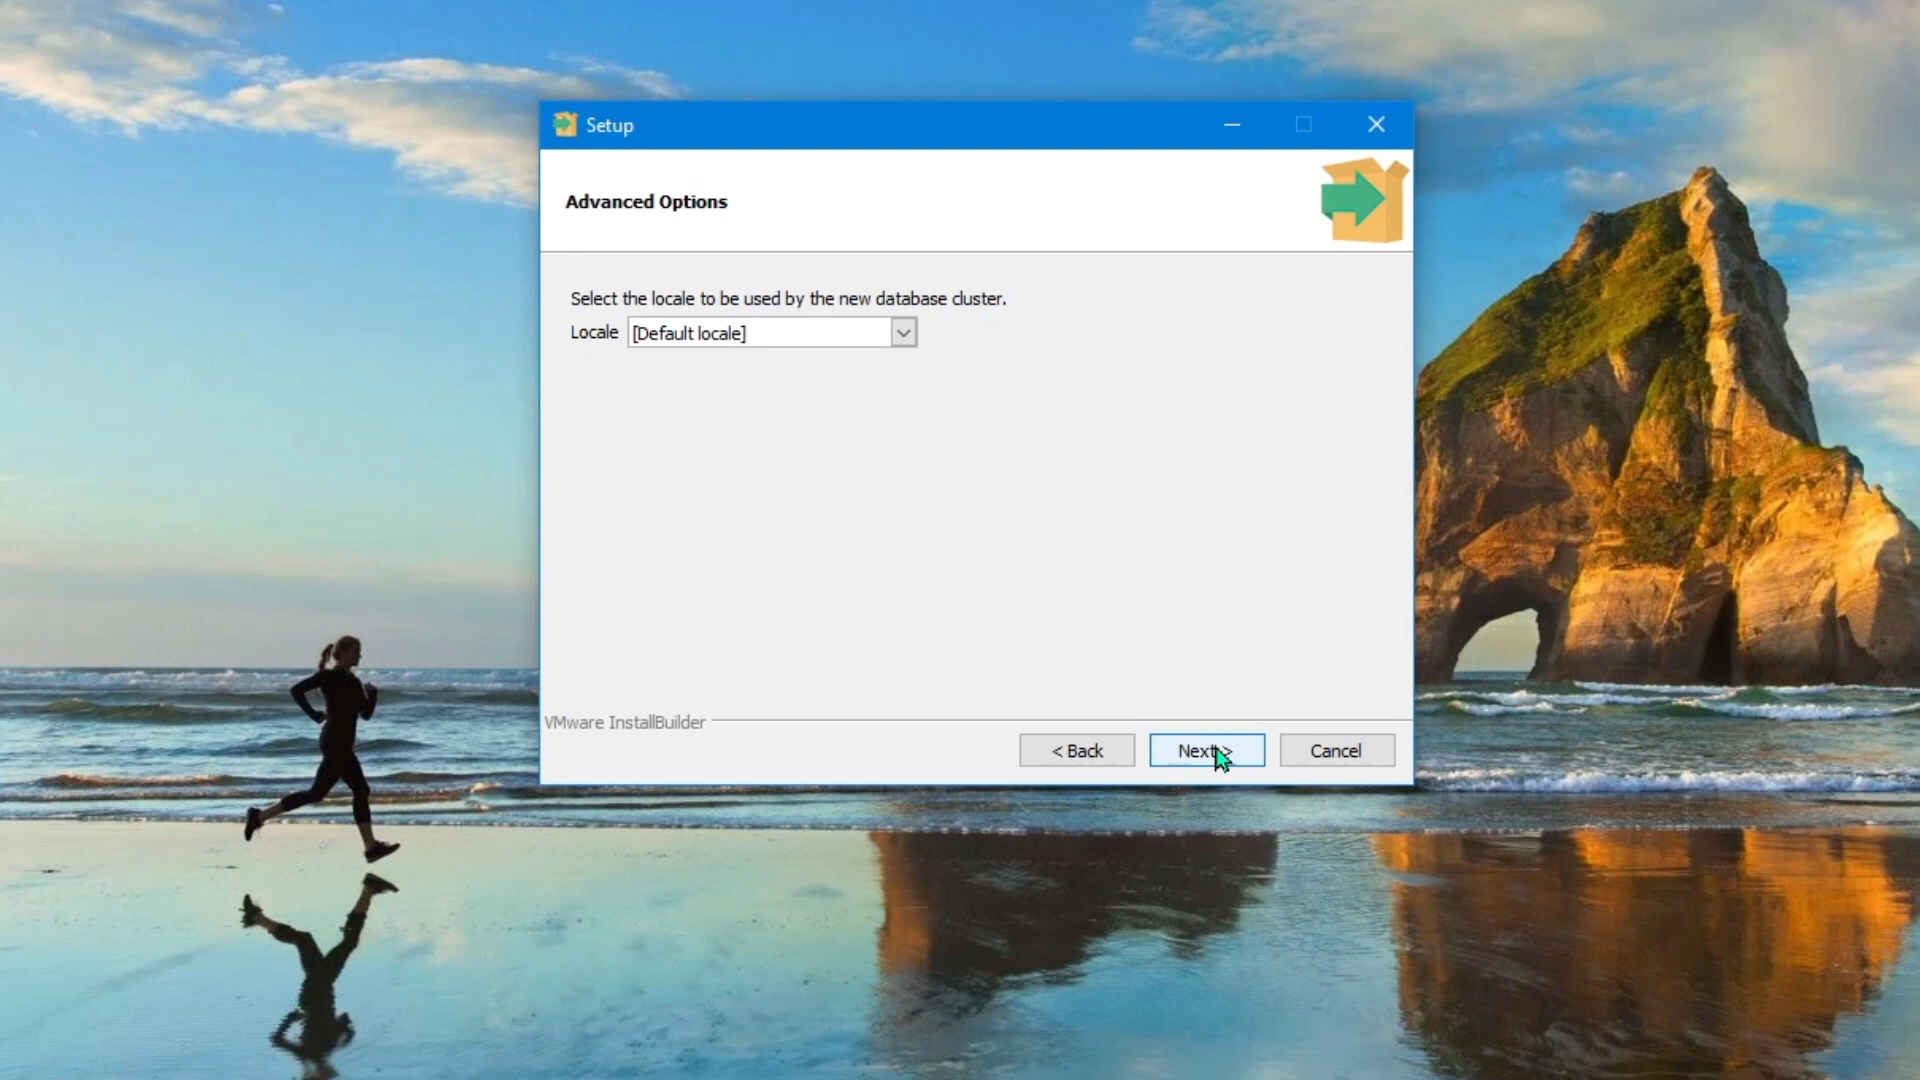 Setup
Advanced Options
Select the locale to be used by the new database cluster.
Locale [Default locale]
VMware InstallBuilder
< Back Next > Cancel